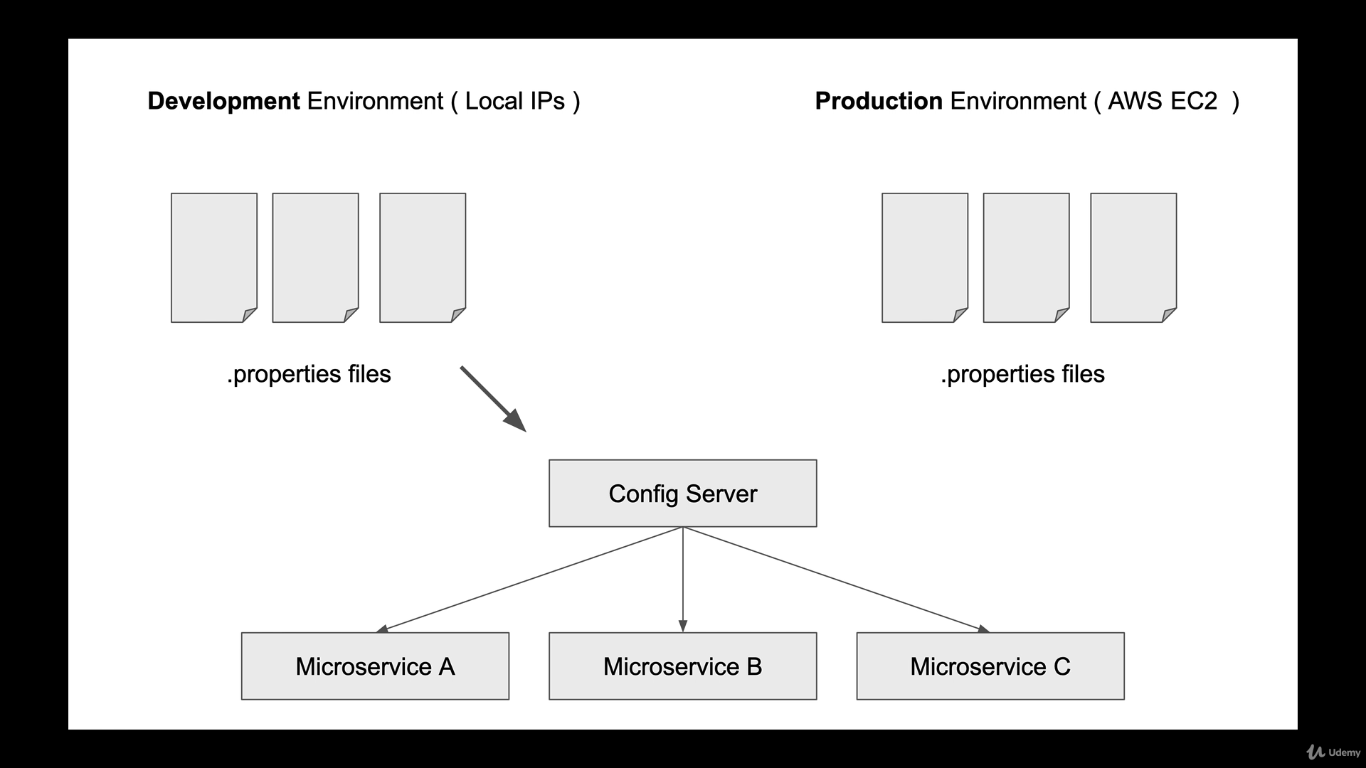 Development Environment ( Local IPs )
Production Environment ( AWS EC2  )
.properties files
.properties files
Config Server
Microservice A
Microservice B
Microservice C
Udemy